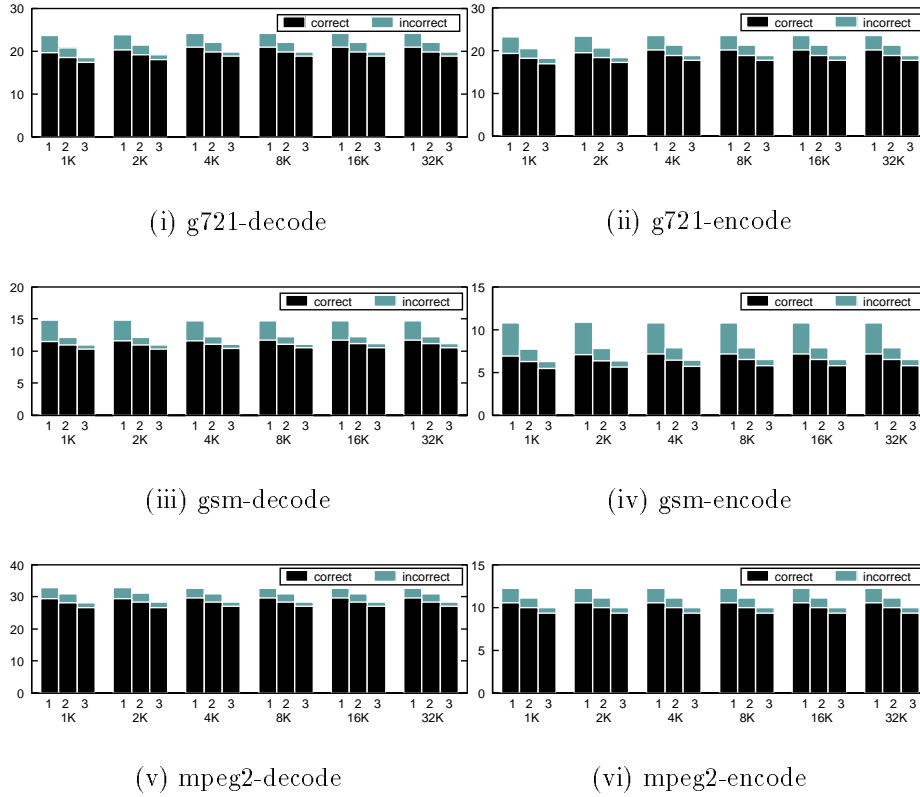 30
20
10
0
correct incorrect
1 2 3 1 2 3 1 2 3 1 2 3 1 2 3 1 2 3
1K 2K 4K 8K 16K 32K
(i) g721-decode
30
20
10
0
correct incorrect
1 2 3 1 2 3 1 2 3 1 2 3 1 2 3 1 2 3
1K 2K 4K 8K 16K 32K
(ii) g721-encode
20
15
10
5
0
correct incorrect
1 2 3 1 2 3 1 2 3 1 2 3 1 2 3 1 2 3
1K 2K 4K 8K 16K 32K
(iii) gsm-decode
15
10
5
0
correct incorrect
1 2 3 1 2 3 1 2 3 1 2 3 1 2 3 1 2 3
1K 2K 4K 8K 16K 32K
(iv) gsm-encode
40
30
20
10
0
correct incorrect
1 2 3 1 2 3 1 2 3 1 2 3 1 2 3 1 2 3
1K 2K 4K 8K 16K 32K
(v) mpeg2-decode
15
10
5
0
correct incorrect
1 2 3 1 2 3 1 2 3 1 2 3 1 2 3 1 2 3
1K 2K 4K 8K 16K 32K
(vi) mpeg2-encode